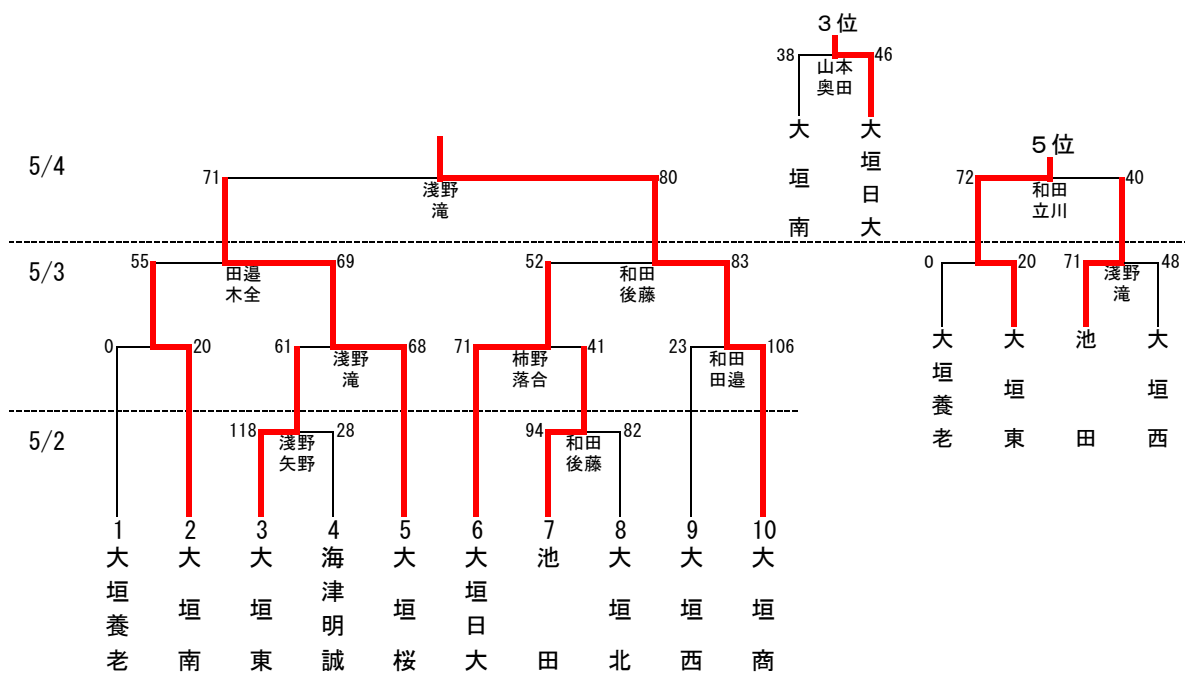 ３位
38 46
山本
奥田
大垣南
大垣日大
5/4
71 80
淺野
滝
５位
72 40
和田
立川
5/3
55 69
田邉
木全
52 83
和田
後藤
0 20
71 48
淺野
滝
0 20
61 68
淺野
滝
71 41
柿野
落合
23 106
和田
田邉
大垣養老
大垣東
池田
大垣西
5/2
118 28
淺野
矢野
94 82
和田
後藤
1 2 3 4 5 6 7 8 9 10
大垣養老
大垣南
大垣東
海津明誠
大垣桜
大垣日大
池田
大垣北
大垣西
大垣商